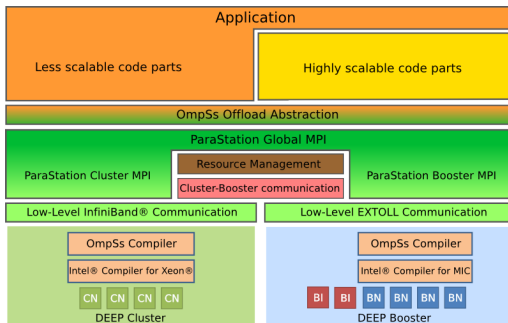 Application
Less scalable code parts
Highly scalable code parts
OmpSs Offload Abstraction
ParaStation Global MPI
ParaStation Cluster MPI
Resource Management
Cluster-Booster communication
ParaStation Booster MPI
Low-Level InfiniBand® Communication
Low-Level EXTOLL Communication
OmpSs Compiler
Intel® Compiler for Xeon®
CN CN CN CN
DEEP Cluster
OmpSs Compiler
Intel® Compiler for MIC
BI BI BN BN BN BN
DEEP Booster